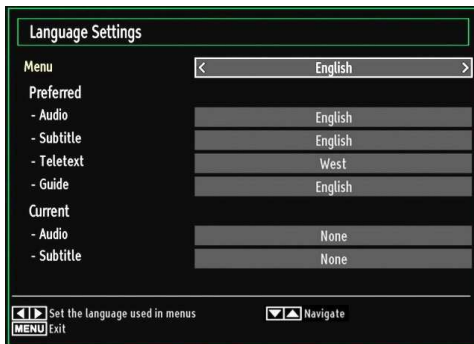 Language Settings
Menu < English >
Preferred
- Audio English
- Subtitle English
- Teletext West
- Guide English
Current
- Audio None
- Subtitle None
Set the language used in menus Navigate
MENU Exit